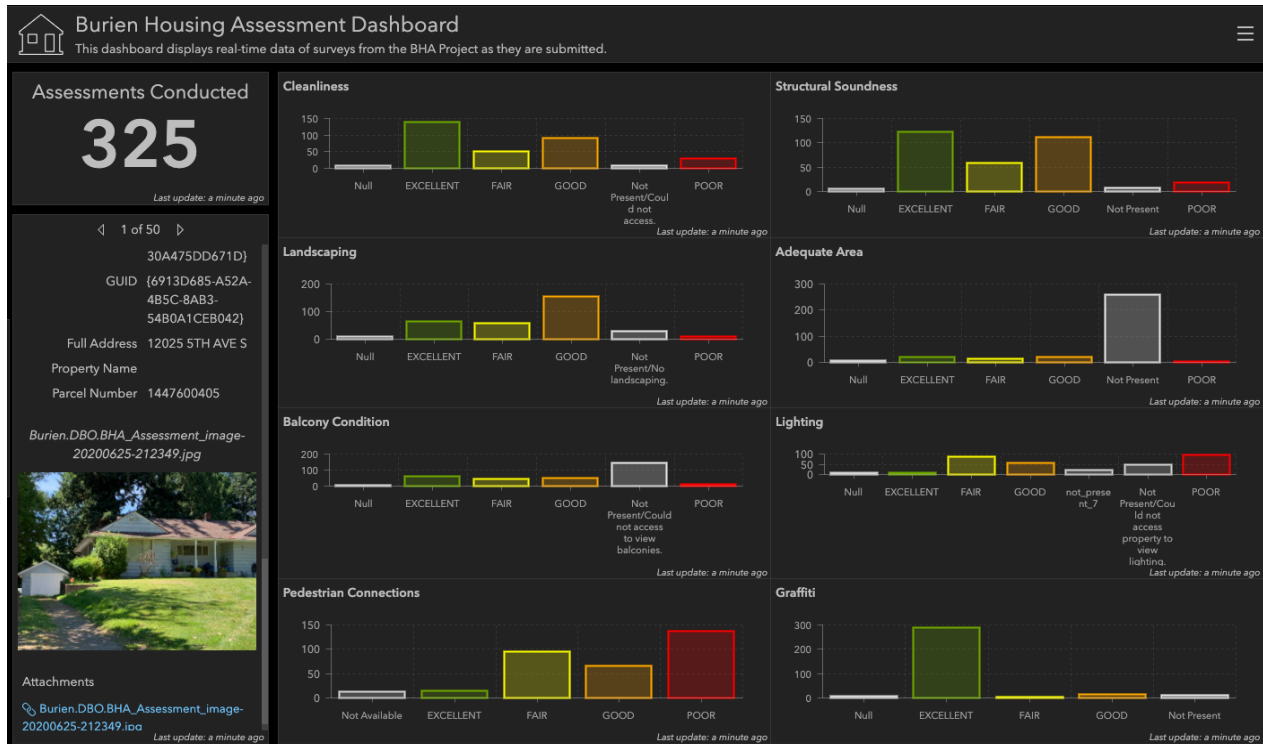 Burien Housing Assessment Dashboard
This dashboard displays real-time data of surveys from the BHA Project as they are submitted.
Assessments Conducted
325
Last update: a minute ago
1 of 50
30A475DD671D}
GUID {6913D685-A52A-
4B5C-8AB3-
54B0A1CEB042}
Full Address 12025 5TH AVE S
Property Name
Parcel Number 1447600405
Burien.DBO.BHA_Assessment_image-
20200625-212349.jpg
Attachments
Burien.DBO.BHA_Assessment_image-
20200625-212349.jpg
Last update: a minute ago
Cleanliness
150
100
50
0
Null EXCELLENT FAIR GOOD Not POOR
Present/Coul
d not
access.
Last update: a minute ago
Structural Soundness
150
100
50
0
Null EXCELLENT FAIR GOOD Not Present POOR
Last update: a minute ago
Landscaping
200
100
0
Null EXCELLENT FAIR GOOD Not POOR
Present/No
landscaping.
Last update: a minute ago
Adequate Area
300
200
100
0
Null EXCELLENT FAIR GOOD Not Present POOR
Last update: a minute ago
Balcony Condition
200
100
0
Null EXCELLENT FAIR GOOD Not POOR
Present/Could
not access
to view
balconies.
Last update: a minute ago
Lighting
100
50
0
Null EXCELLENT FAIR GOOD not_prese Not POOR
nt_7 Present/Cou
ld not
access
property to
view
lighting.
Last update: a minute ago
Pedestrian Connections
150
100
50
0
Not Available EXCELLENT FAIR GOOD POOR
Last update: a minute ago
Graffiti
300
200
100
0
Null EXCELLENT FAIR GOOD Not Present
Last update: a minute ago